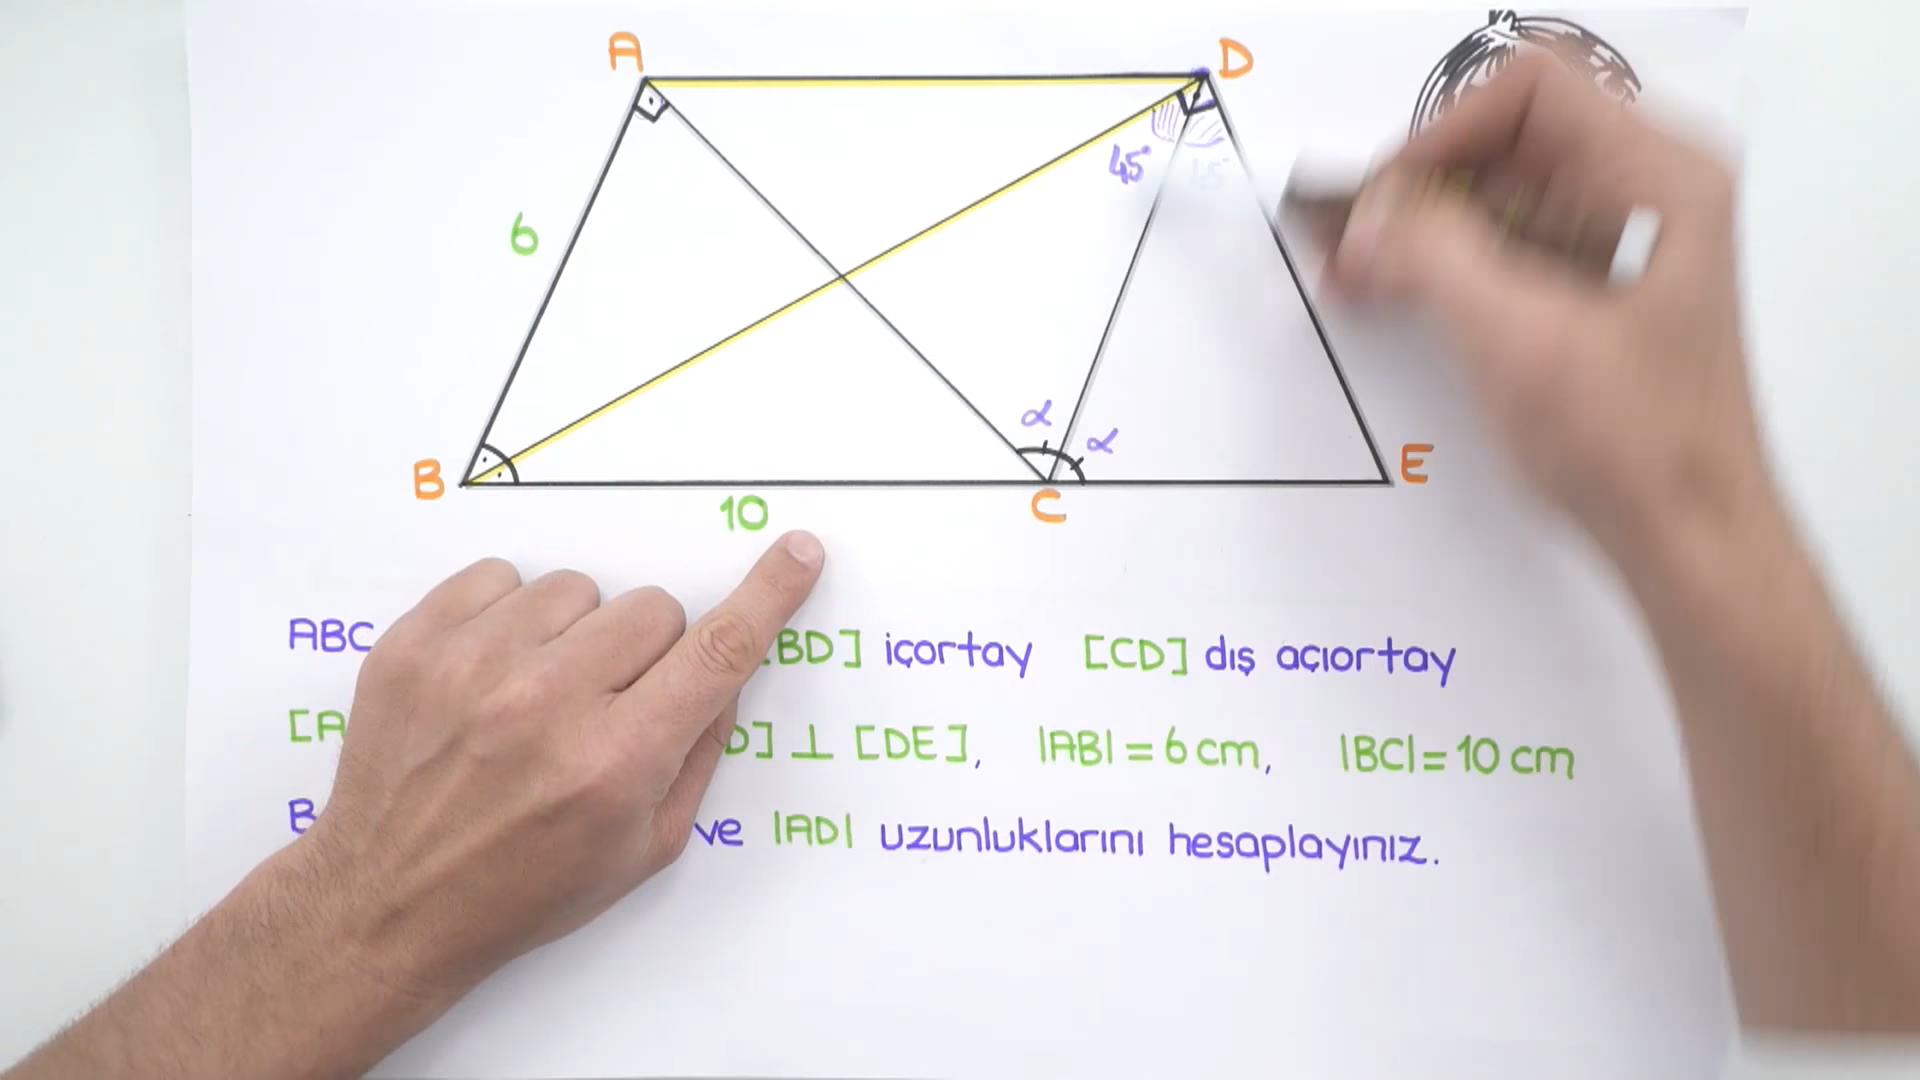 A D
45° 45°
6
α α
B C E
10
ABC BD] içortay [CD] dış açıortay
[A D] ⊥ [DE], |AB| = 6 cm, |BC| = 10 cm
B ve |AD| uzunluklarını hesaplayınız.